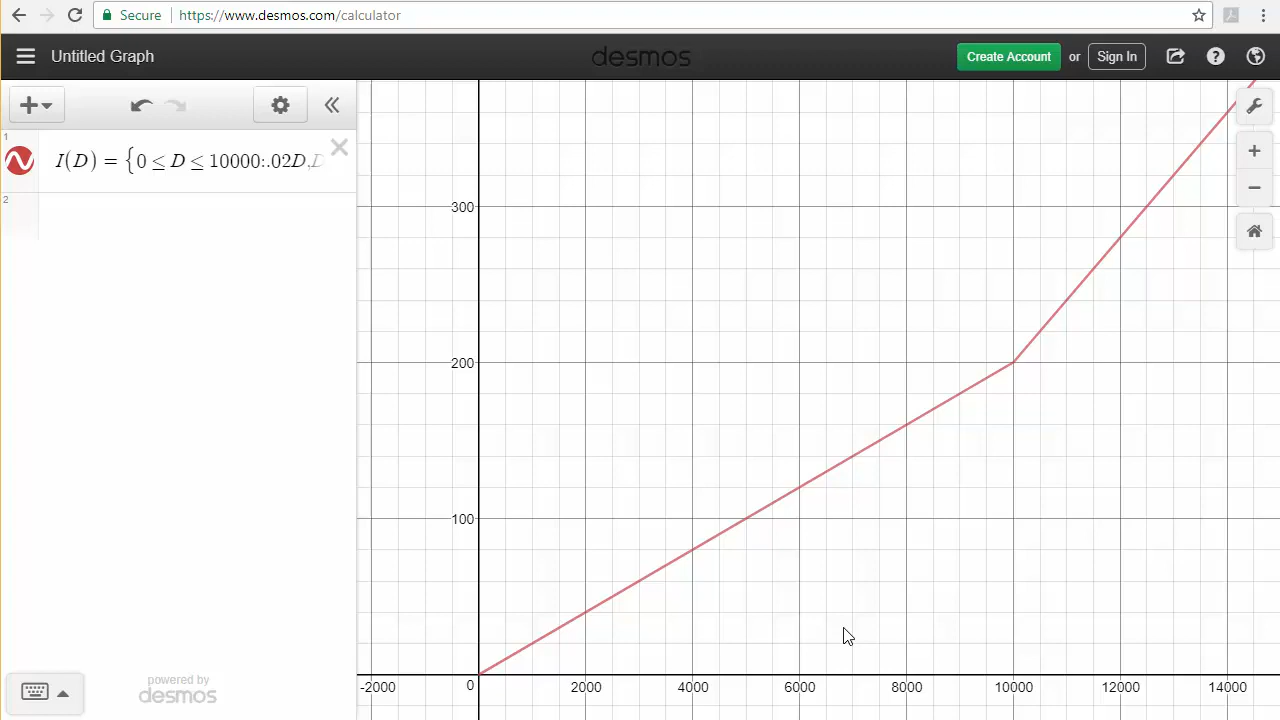 Secure https://www.desmos.com/calculator
Untitled Graph desmos Create Account or Sign In
1
I(D) = {0 ≤ D ≤ 10000:.02D,D
2
300
200
100
-2000 0 2000 4000 6000 8000 10000 12000 14000
powered by
desmos